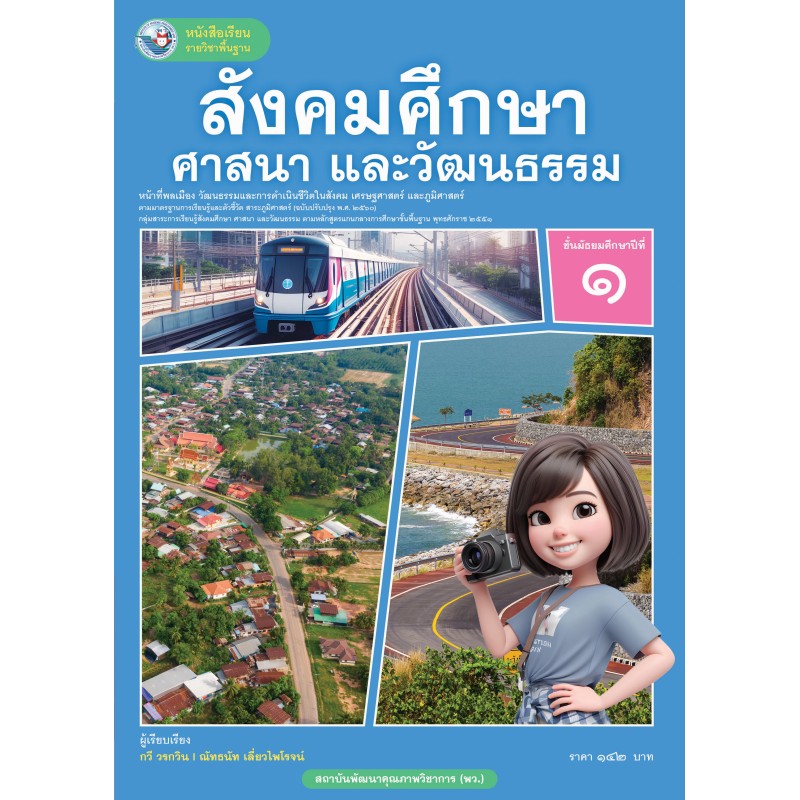 หนังสือเรียน
รายวิชาพื้นฐาน
สังคมศึกษา
ศาสนา และวัฒนธรรม
หน้าที่พลเมือง วัฒนธรรมและการดำเนินชีวิตในสังคม เศรษฐศาสตร์ และภูมิศาสตร์
ตามมาตรฐานการเรียนรู้และตัวชี้วัด สาระภูมิศาสตร์ (ฉบับปรับปรุง พ.ศ. ๒๕๖๐)
กลุ่มสาระการเรียนรู้สังคมศึกษา ศาสนา และวัฒนธรรม ตามหลักสูตรแกนกลางการศึกษาขั้นพื้นฐาน พุทธศักราช ๒๕๕๑
ชั้นมัธยมศึกษาปีที่
๑
ผู้เรียบเรียง
กวี วรกวิน | ณัทธนัท เลี่ยวไพโรจน์
ราคา ๑๔๒ บาท
สถาบันพัฒนาคุณภาพวิชาการ (พว.)